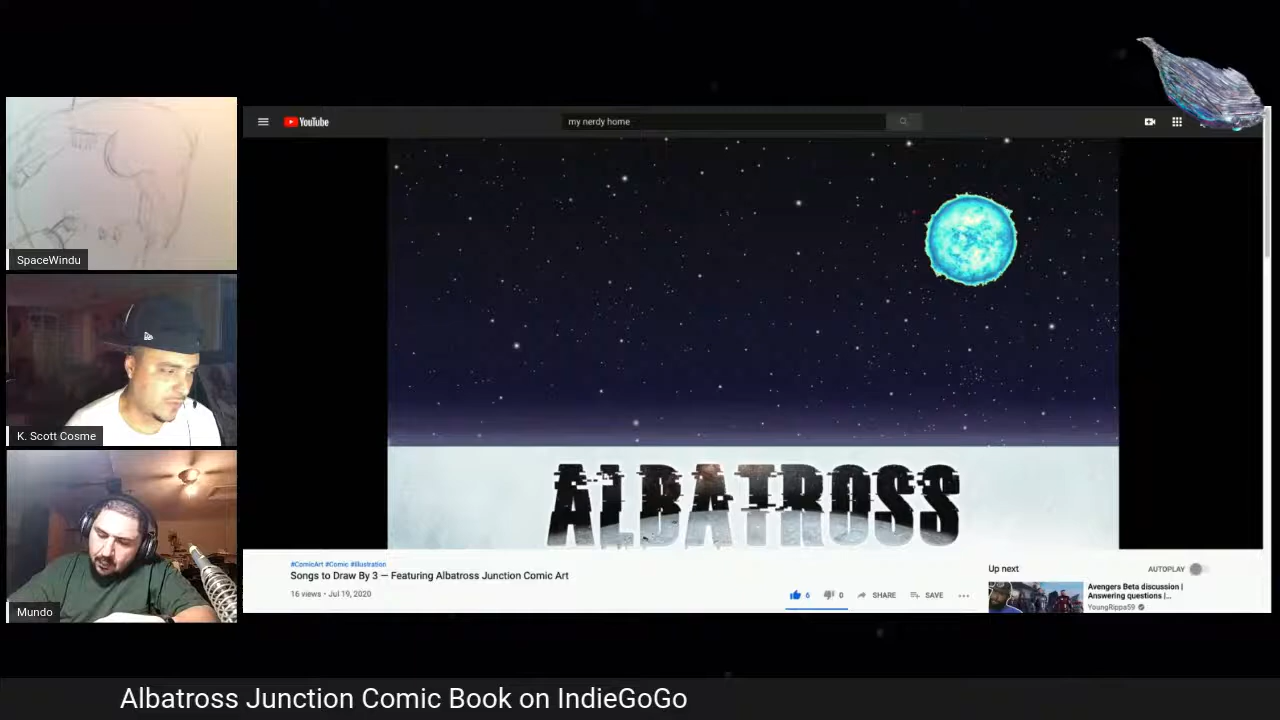 YouTube
my nerdy home
SpaceWindu
K. Scott Cosme
Mundo
ALBATROSS
#ComicArt #Comic #Illustration
Songs to Draw By 3 — Featuring Albatross Junction Comic Art
16 views • Jul 19, 2020
6
0
SHARE
SAVE
Up next
AUTOPLAY
Avengers Beta discussion |
Answering questions |...
YoungRippa59
Albatross Junction Comic Book on IndieGoGo